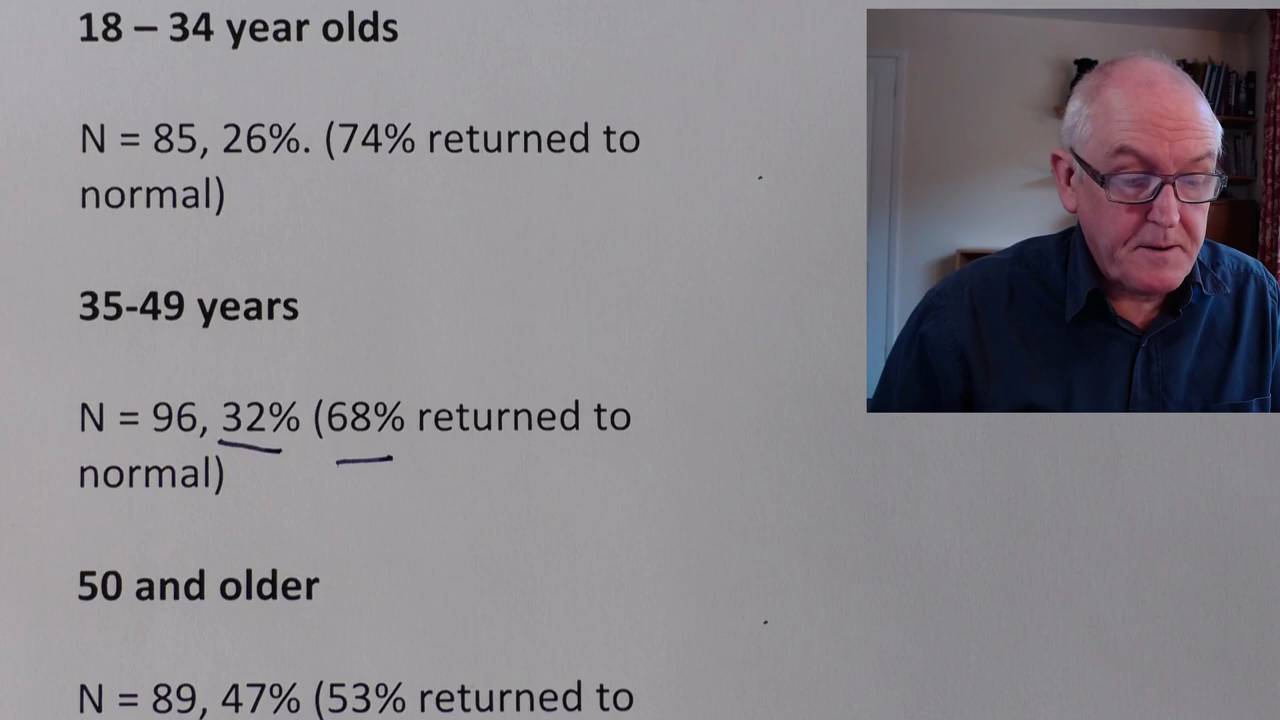 18 – 34 year olds
N = 85, 26%. (74% returned to
normal)
35-49 years
N = 96, 32% (68% returned to
normal)
50 and older
N = 89, 47% (53% returned to